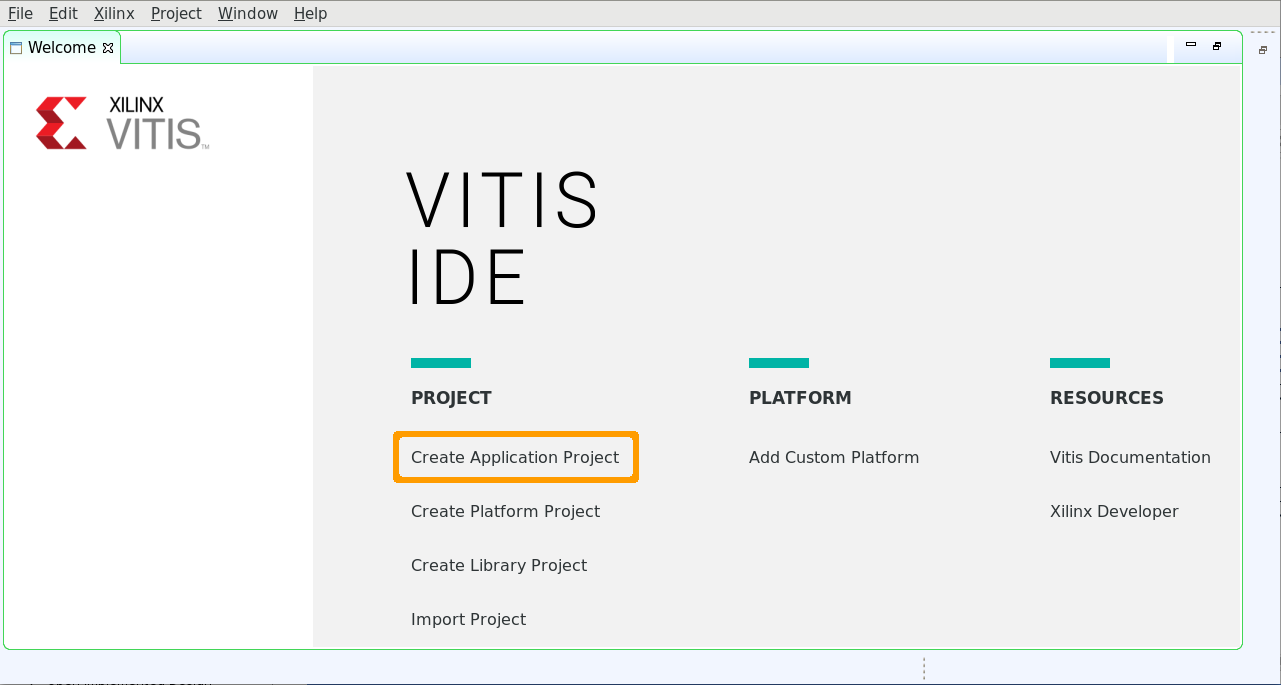 File Edit Xilinx Project Window Help
Welcome
XILINX
VITIS™
VITIS
IDE
PROJECT
Create Application Project
Create Platform Project
Create Library Project
Import Project
PLATFORM
Add Custom Platform
RESOURCES
Vitis Documentation
Xilinx Developer